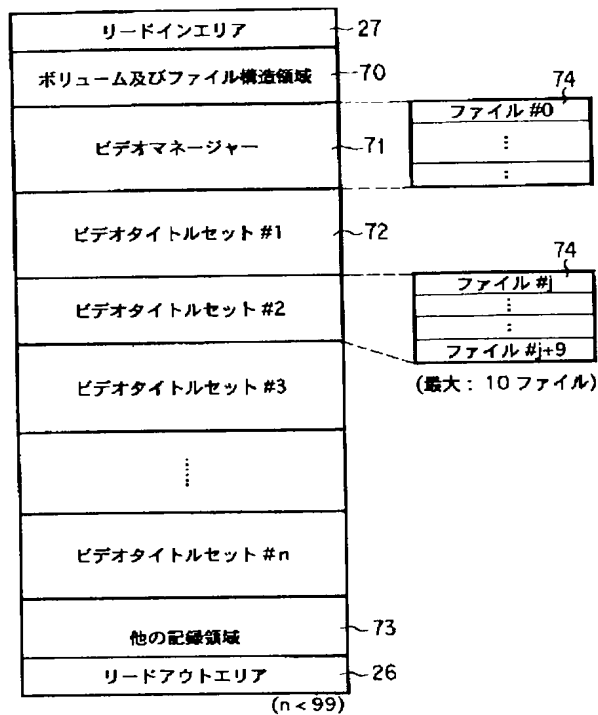 リードインエリア
27
ボリューム及びファイル構造領域
70
ビデオマネージャー
71
74
ファイル #0
⋮
:
ビデオタイトルセット #1
72
ビデオタイトルセット #2
74
ファイル #j
⋮
:
ファイル #j+9
(最大: 10 ファイル)
ビデオタイトルセット #3
ビデオタイトルセット #n
他の記録領域
73
リードアウトエリア
26
(n < 99)